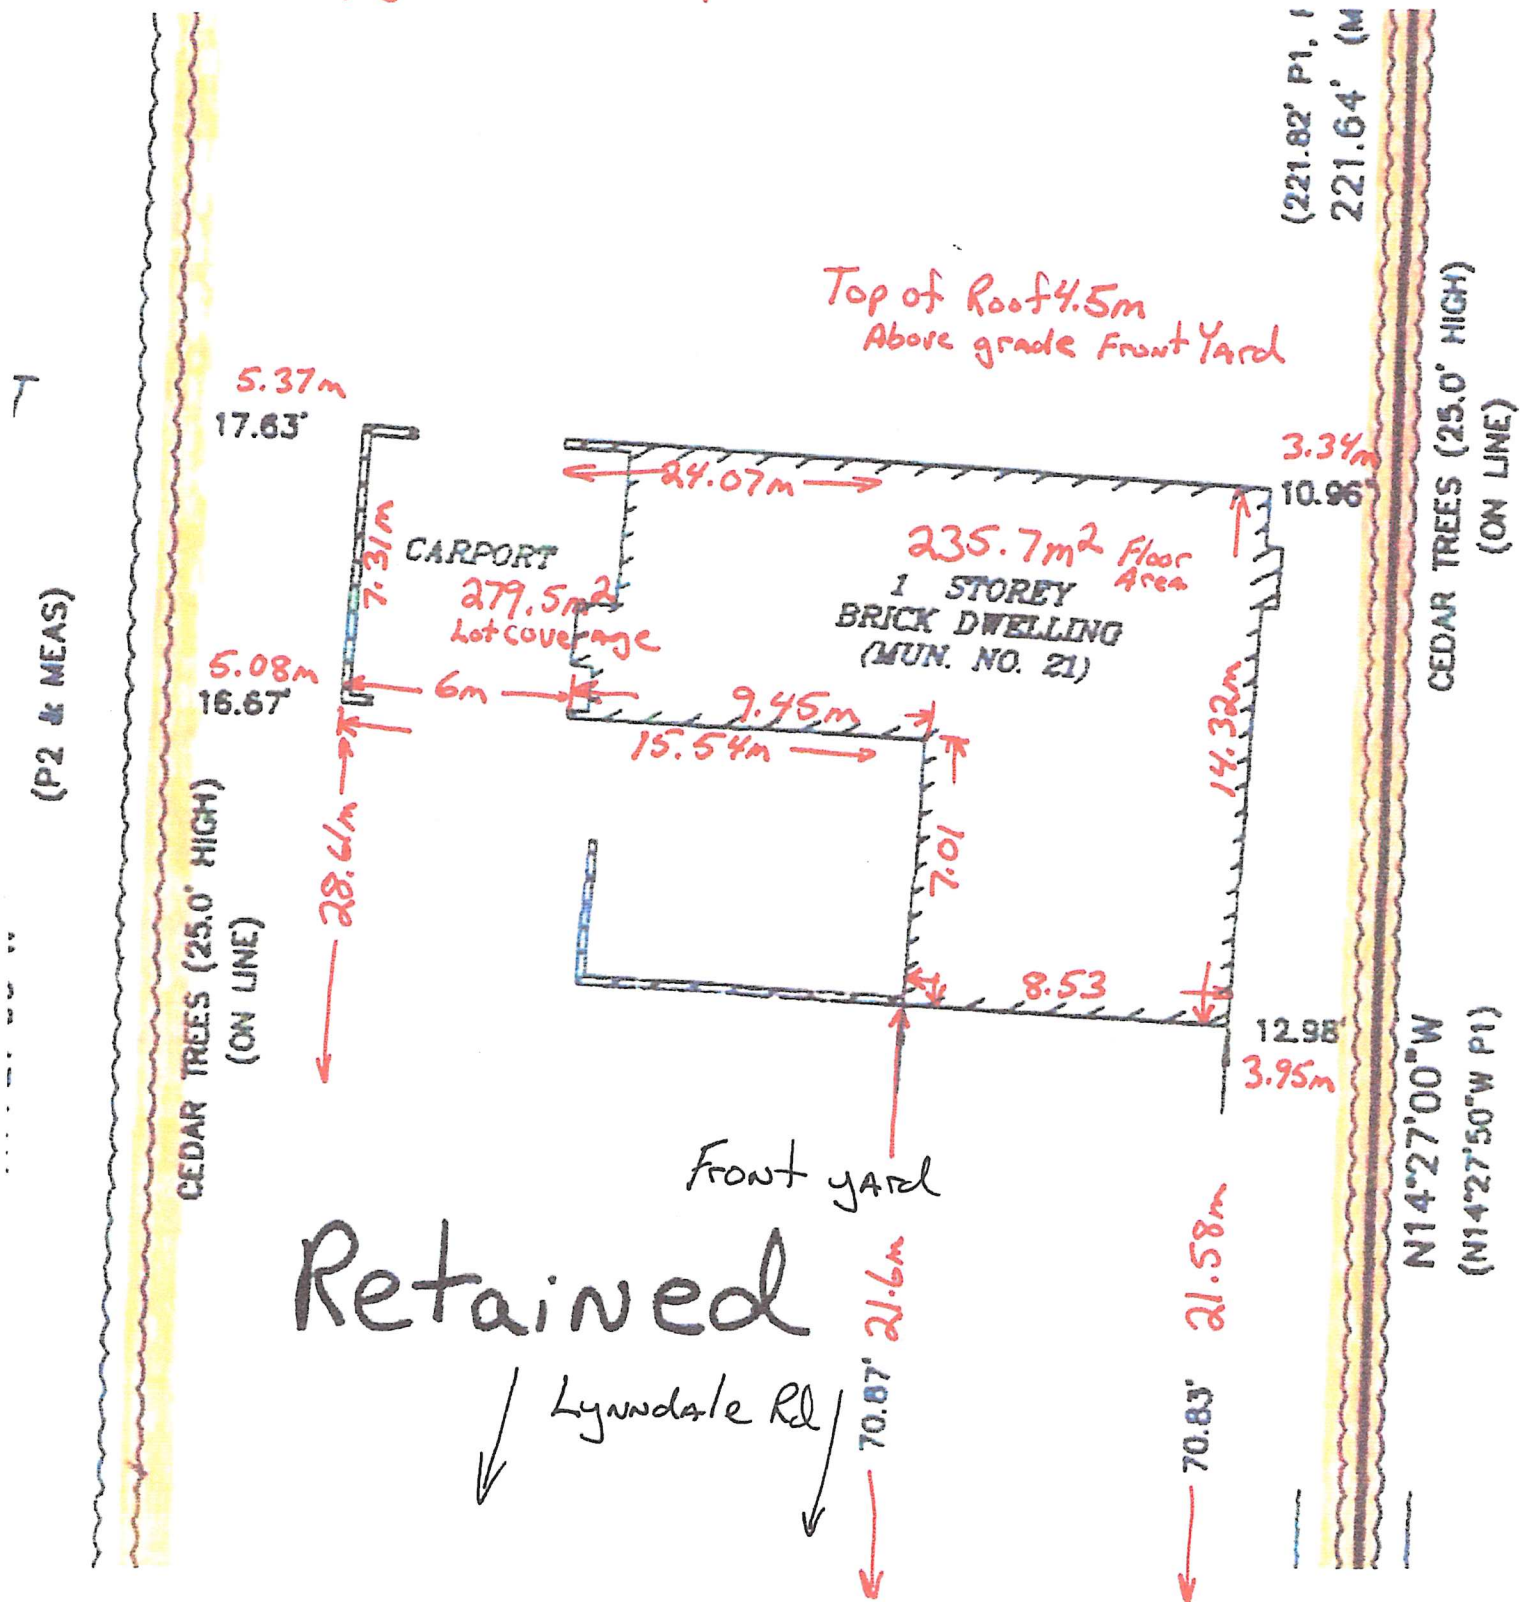 (221.82' P1,
221.64' (M
Top of Roof 4.5m
Above grade Front Yard
CEDAR TREES (25.0' HIGH)
(ON LINE)
T
5.37m
17.63'
3.34m
10.96'
24.07m
7.31m
CARPORT
279.5m²
Lot coverage
235.7m² Floor
Area
1 STOREY
BRICK DWELLING
(MUN. NO. 21)
(P2 & MEAS)
5.08m
16.67'
6m
9.45m
15.54m
14.32m
28.61m
7.01
8.53
CEDAR TREES (25.0' HIGH)
(ON LINE)
12.98'
3.95m
N14°27'00"W
(N14°27'50"W P1)
Front yard
Retained
21.6m
21.58m
Lynndale Rd
70.87'
70.83'